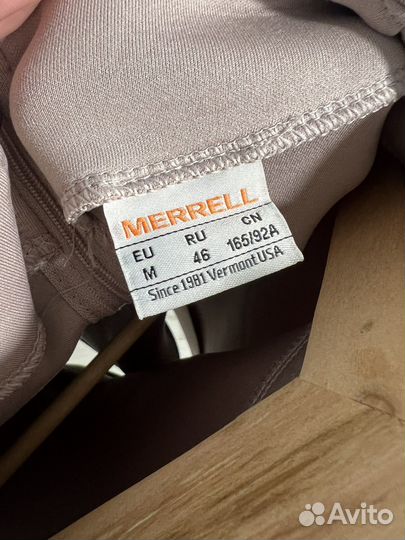 MERRELL
EU RU CN
M 46 165/92A
Since 1981 Vermont USA
Avito